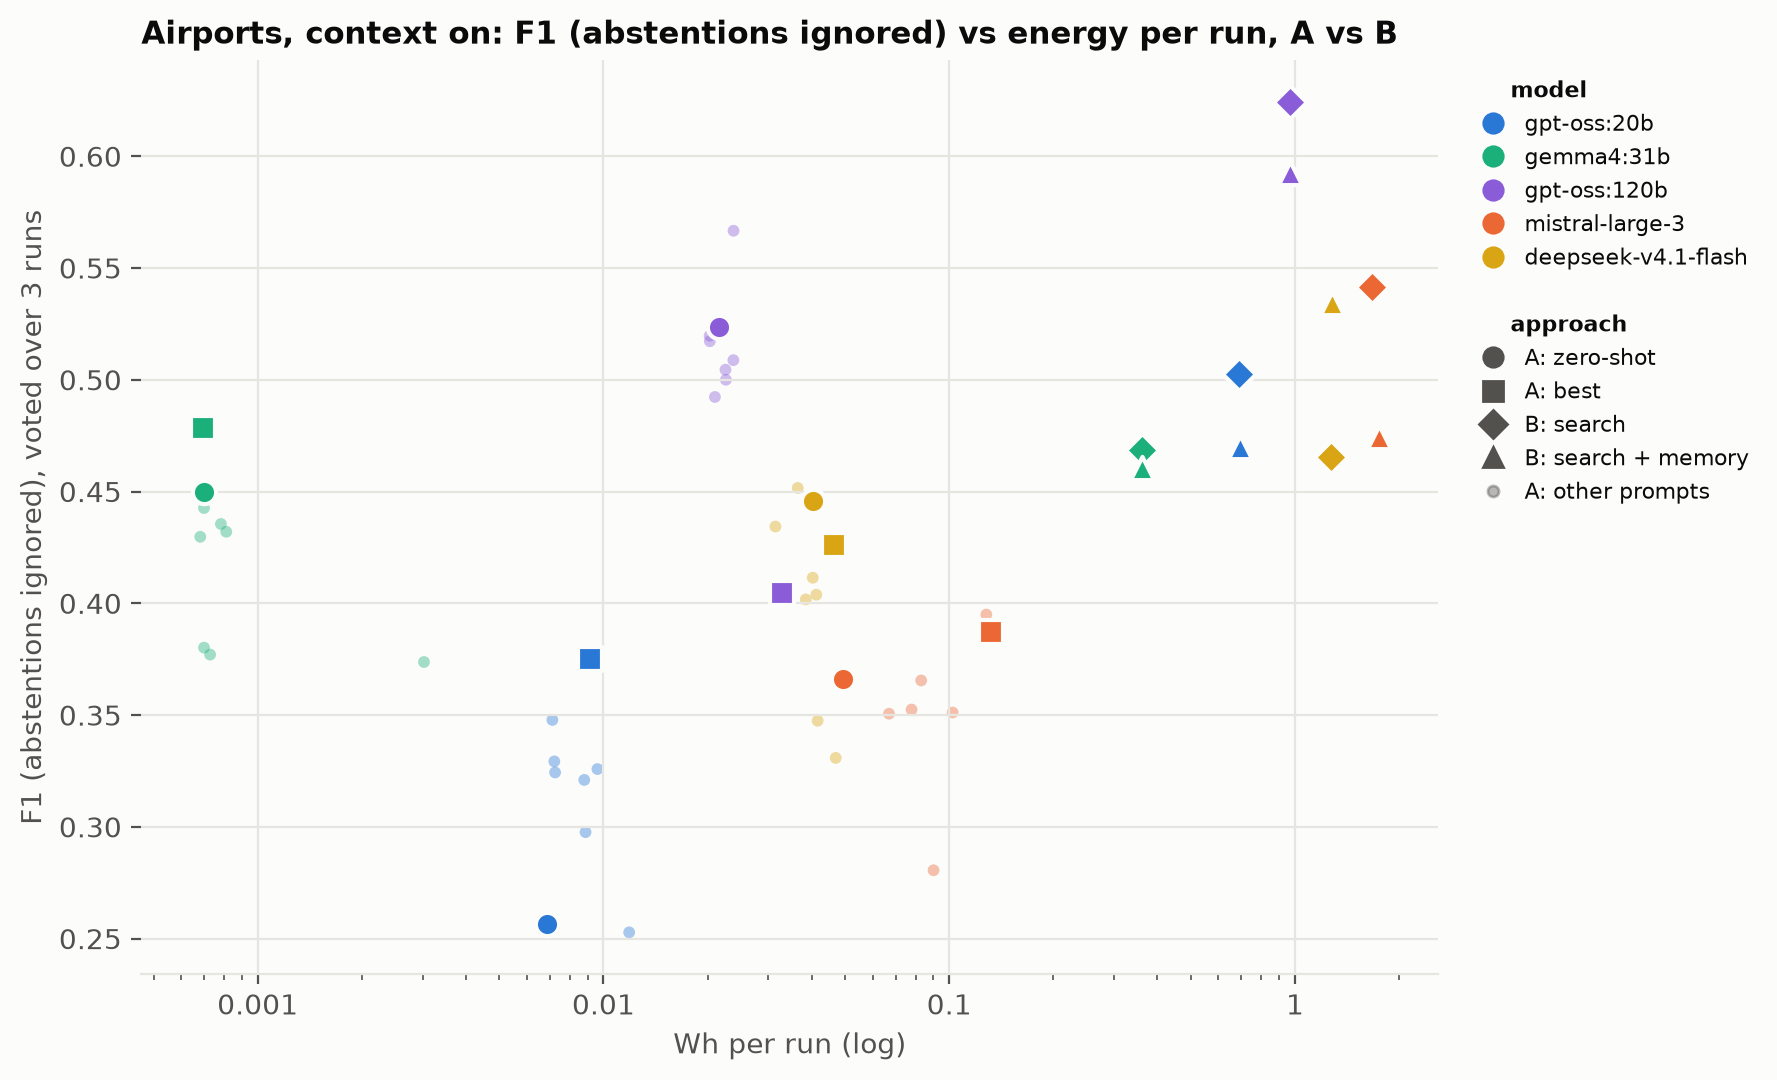 Airports, context on: F1 (abstentions ignored) vs energy per run, A vs B
F1 (abstentions ignored), voted over 3 runs
0.60
0.55
0.50
0.45
0.40
0.35
0.30
0.25
0.001
0.01
0.1
1
Wh per run (log)
model
gpt-oss:20b
gemma4:31b
gpt-oss:120b
mistral-large-3
deepseek-v4.1-flash
approach
A: zero-shot
A: best
B: search
B: search + memory
A: other prompts